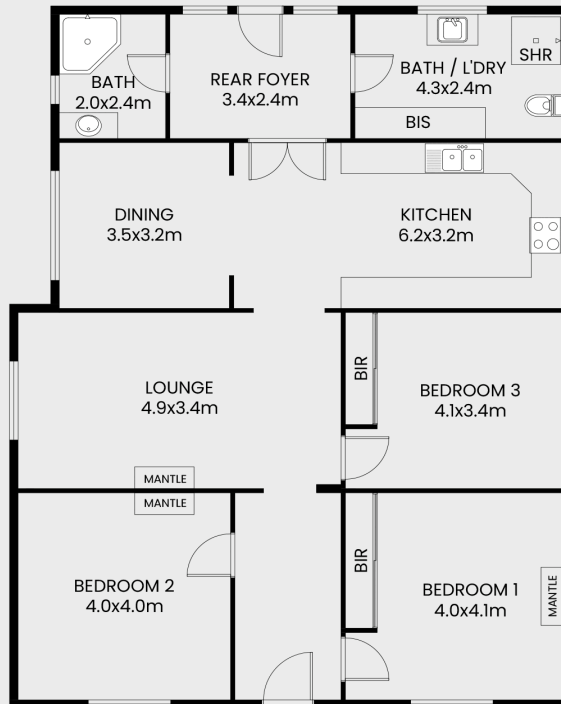 BATH
2.0x2.4m
REAR FOYER
3.4x2.4m
BATH / L'DRY
4.3x2.4m
SHR
BIS
DINING
3.5x3.2m
KITCHEN
6.2x3.2m
LOUNGE
4.9x3.4m
BIR
BEDROOM 3
4.1x3.4m
MANTLE
MANTLE
BEDROOM 2
4.0x4.0m
BIR
BEDROOM 1
4.0x4.1m
MANTLE